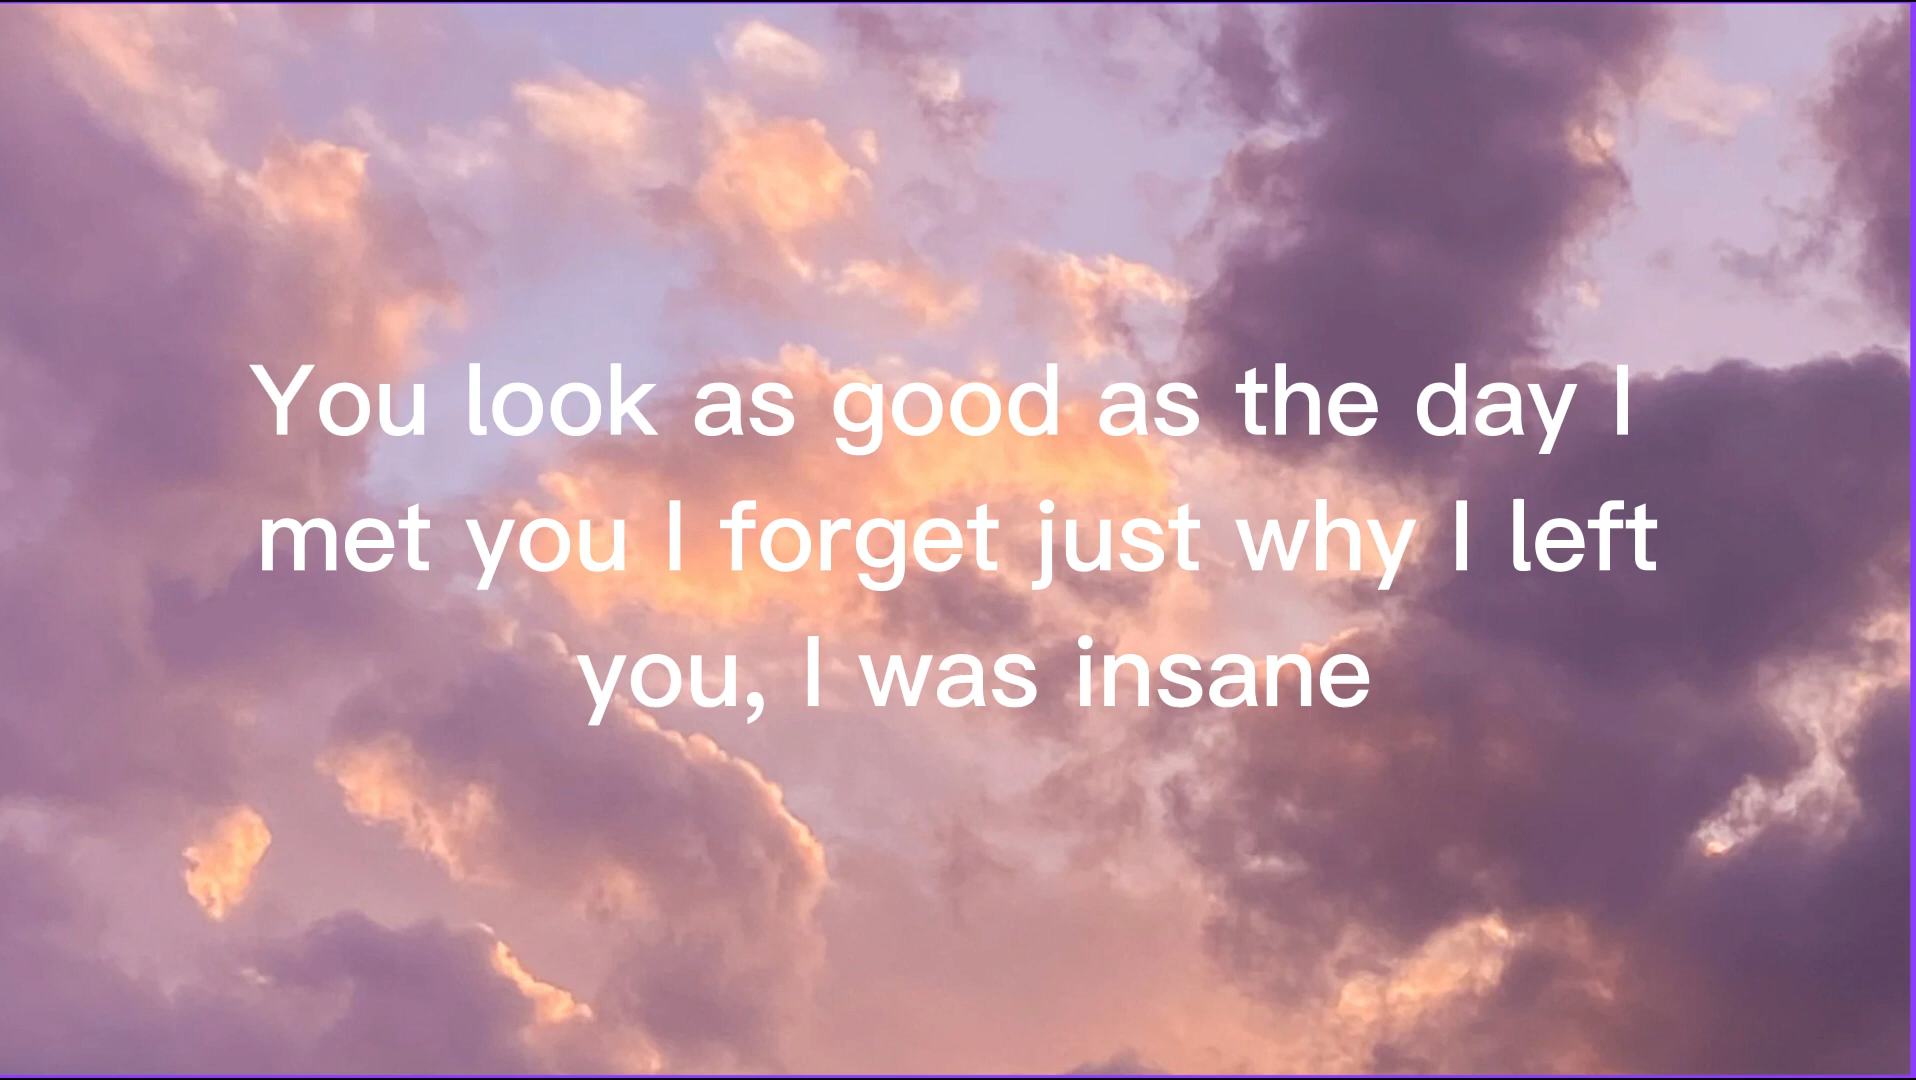 You look as good as the day I
met you I forget just why I left
you, I was insane